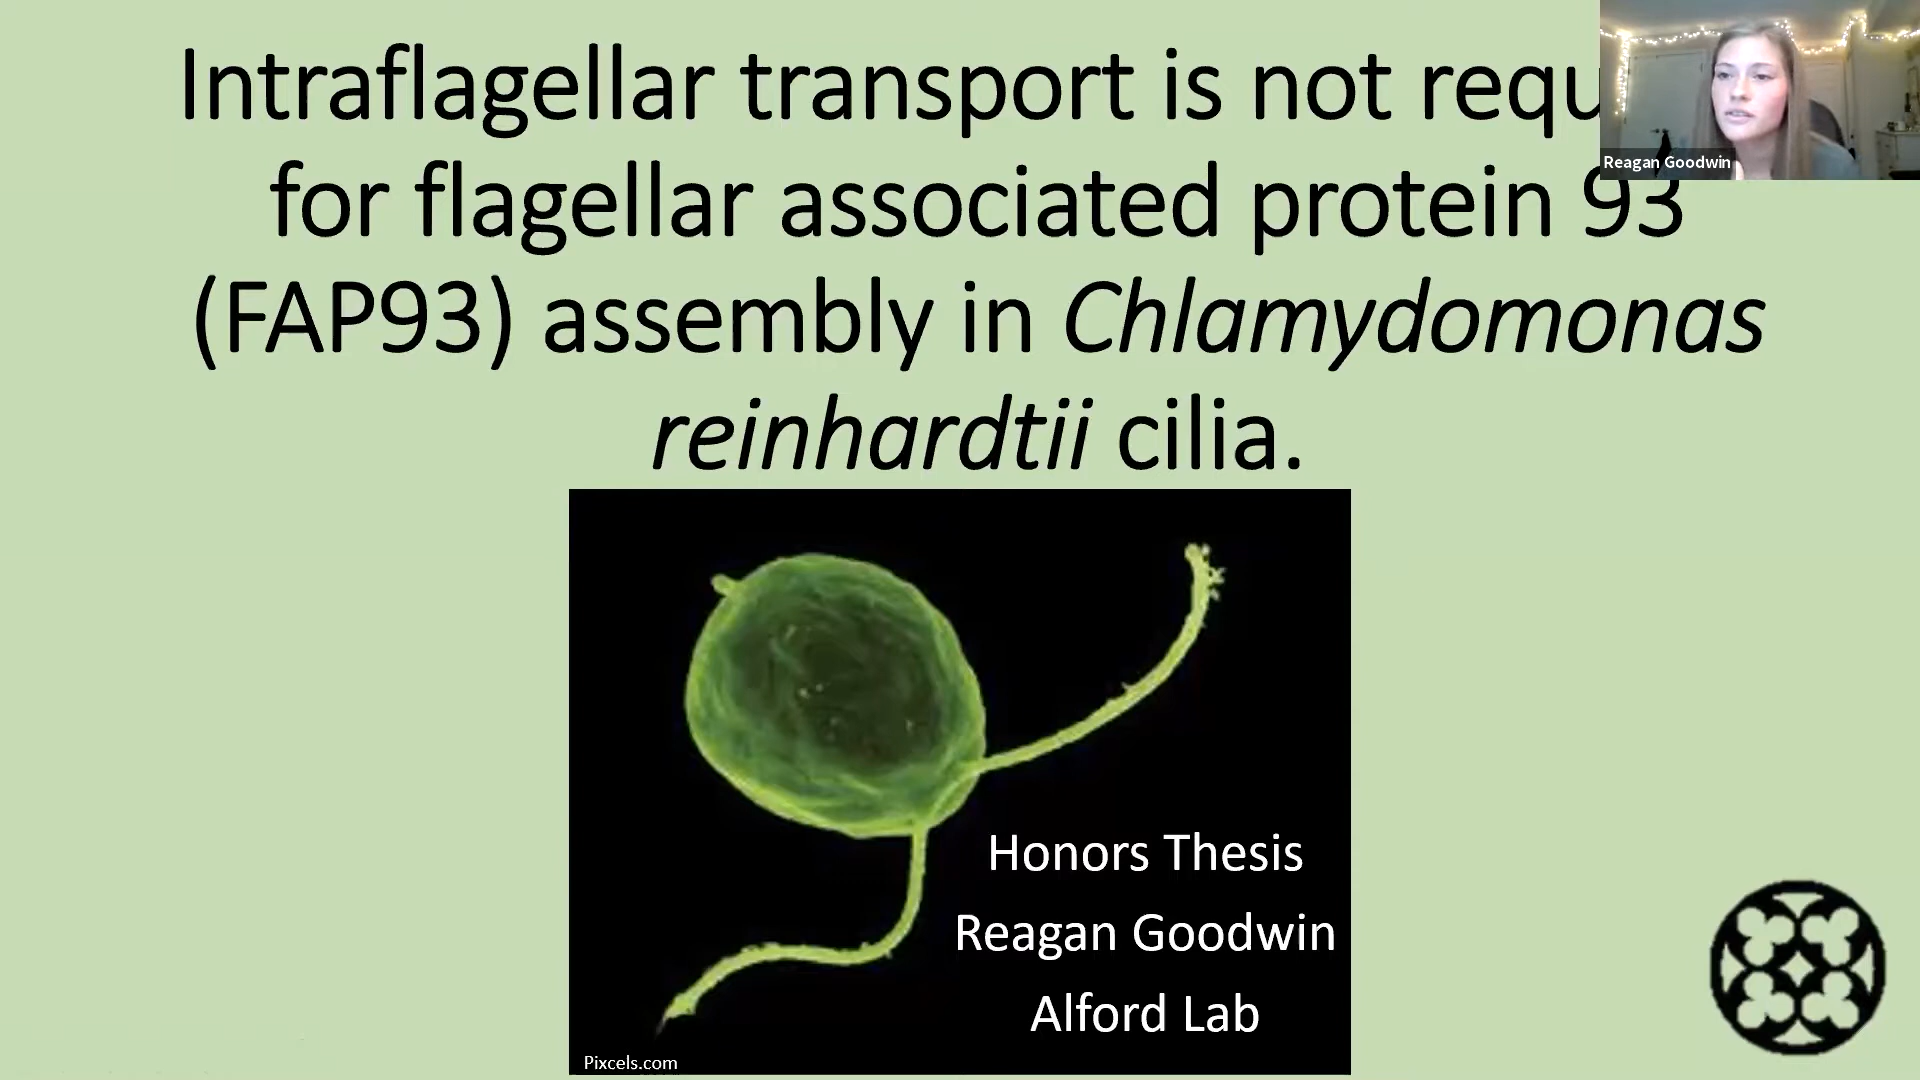 Intraflagellar transport is not requ
for flagellar associated protein 93
(FAP93) assembly in Chlamydomonas
reinhardtii cilia.
Reagan Goodwin
Honors Thesis
Reagan Goodwin
Alford Lab
Pixcels.com